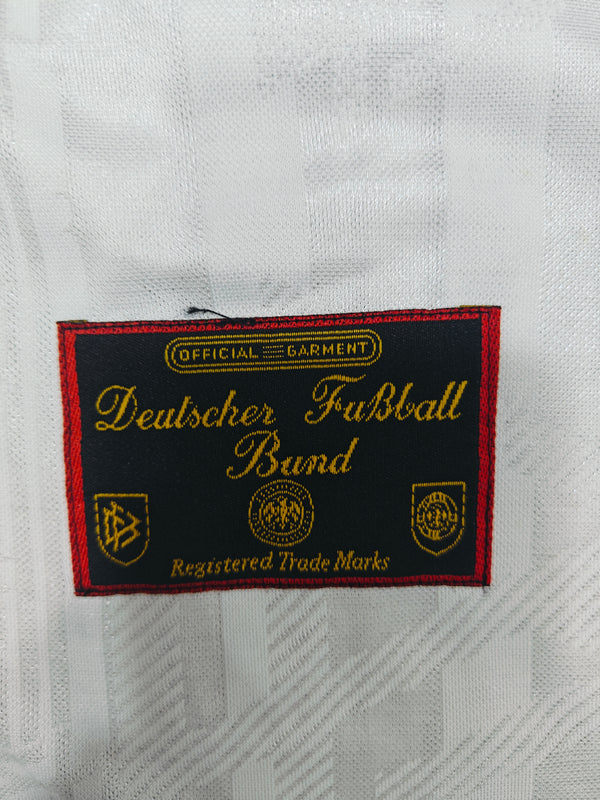 OFFICIAL GARMENT
Deutscher Fußball
Bund
Registered Trade Marks